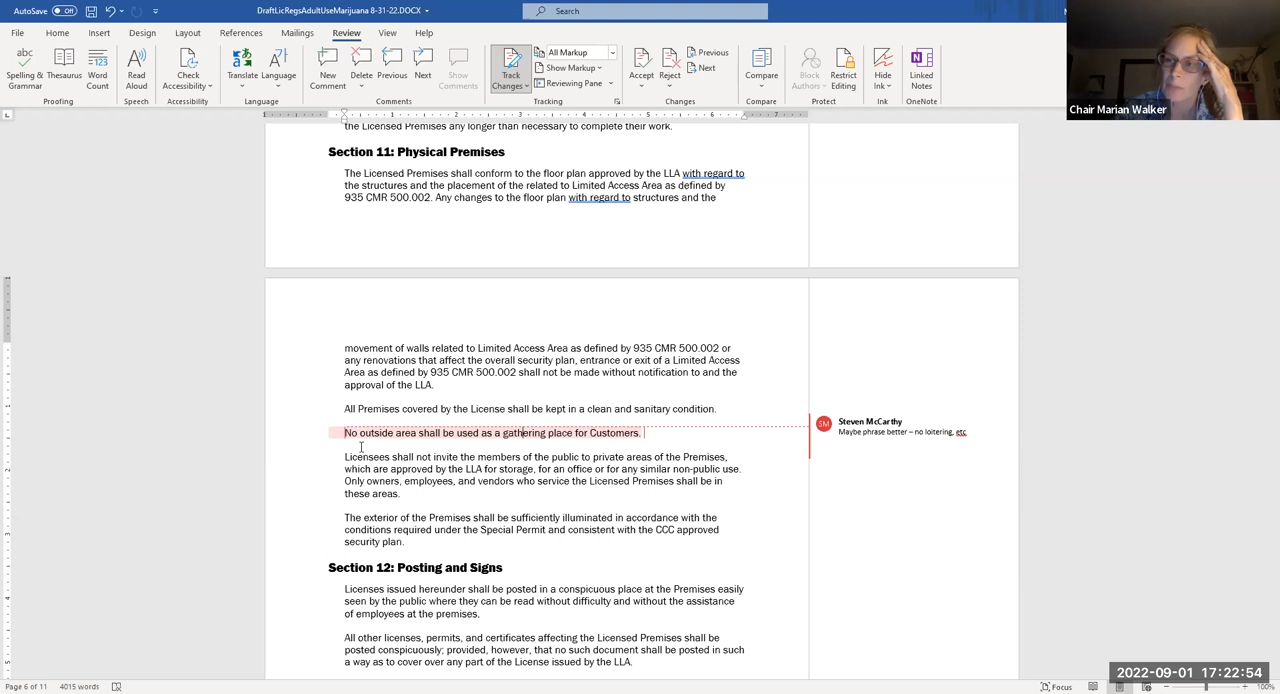 AutoSave Off DraftLicRegsAdultUseMarijuana 8-31-22.DOCX Search
File Home Insert Design Layout References Mailings Review View Help
abc
Spelling & Grammar Thesaurus Word Count Read Aloud Check Accessibility Translate Language New Comment Delete Previous Next Show Comments Track Changes All Markup Show Markup Reviewing Pane Accept Reject Previous Next Compare Block Authors Restrict Editing Hide Ink Linked Notes
Proofing Speech Accessibility Language Comments Tracking Changes Compare Protect Ink OneNote
Chair Marian Walker
the Licensed Premises any longer than necessary to complete their work.
Section 11: Physical Premises
The Licensed Premises shall conform to the floor plan approved by the LLA with regard to
the structures and the placement of the related to Limited Access Area as defined by
935 CMR 500.002. Any changes to the floor plan with regard to structures and the
movement of walls related to Limited Access Area as defined by 935 CMR 500.002 or
any renovations that affect the overall security plan, entrance or exit of a Limited Access
Area as defined by 935 CMR 500.002 shall not be made without notification to and the
approval of the LLA.
All Premises covered by the License shall be kept in a clean and sanitary condition.
No outside area shall be used as a gathering place for Customers.
Steven McCarthy
SM
Maybe phrase better – no loitering, etc
Licensees shall not invite the members of the public to private areas of the Premises,
which are approved by the LLA for storage, for an office or for any similar non-public use.
Only owners, employees, and vendors who service the Licensed Premises shall be in
these areas.
The exterior of the Premises shall be sufficiently illuminated in accordance with the
conditions required under the Special Permit and consistent with the CCC approved
security plan.
Section 12: Posting and Signs
Licenses issued hereunder shall be posted in a conspicuous place at the Premises easily
seen by the public where they can be read without difficulty and without the assistance
of employees at the premises.
All other licenses, permits, and certificates affecting the Licensed Premises shall be
posted conspicuously; provided, however, that no such document shall be posted in such
a way as to cover over any part of the License issued by the LLA.
2022-09-01 17:22:54
Page 6 of 11 4015 words Focus 100%